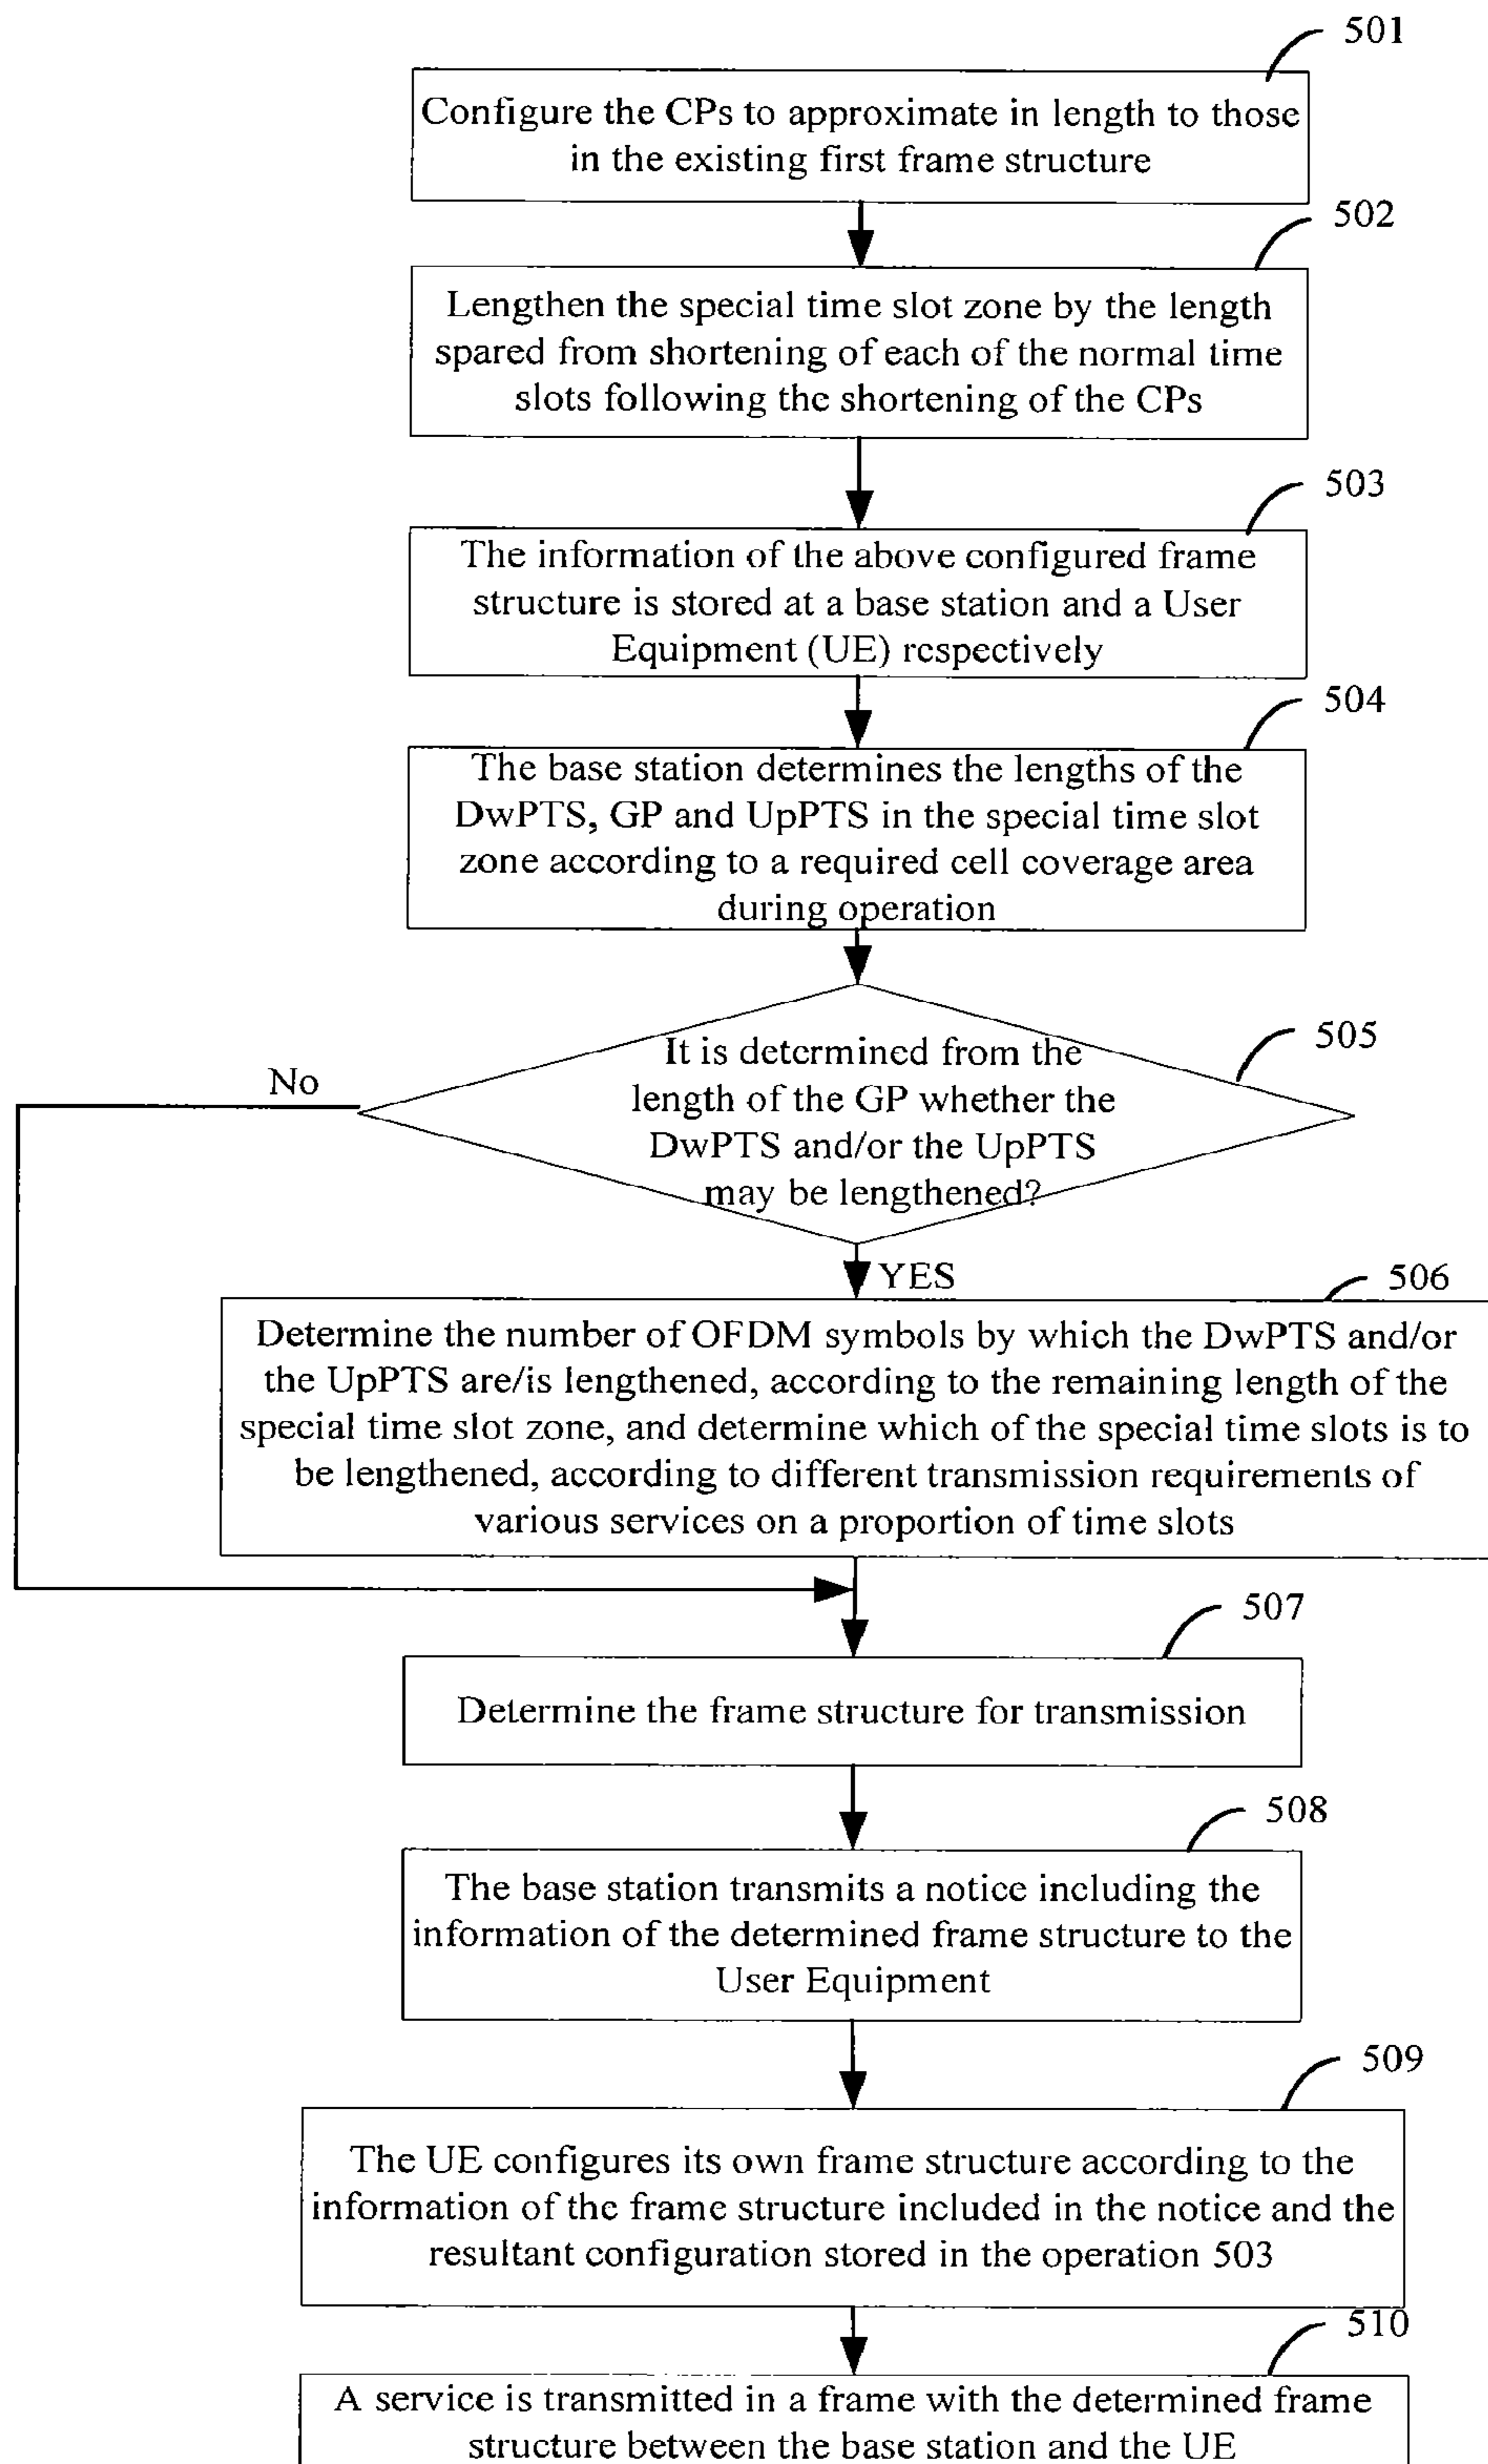 501
Configure the CPs to approximate in length to those
in the existing first frame structure
502
Lengthen the special time slot zone by the length
spared from shortening of each of the normal time
slots following the shortening of the CPs
503
The information of the above configured frame
structure is stored at a base station and a User
Equipment (UE) respectively
504
The base station determines the lengths of the
DwPTS, GP and UpPTS in the special time slot
zone according to a required cell coverage area
during operation
505
It is determined from the
length of the GP whether the
DwPTS and/or the UpPTS
may be lengthened?
No
YES
506
Determine the number of OFDM symbols by which the DwPTS and/or
the UpPTS are/is lengthened, according to the remaining length of the
special time slot zone, and determine which of the special time slots is to
be lengthened, according to different transmission requirements of
various services on a proportion of time slots
507
Determine the frame structure for transmission
508
The base station transmits a notice including the
information of the determined frame structure to the
User Equipment
509
The UE configures its own frame structure according to the
information of the frame structure included in the notice and the
resultant configuration stored in the operation 503
510
A service is transmitted in a frame with the determined frame
structure between the base station and the UE